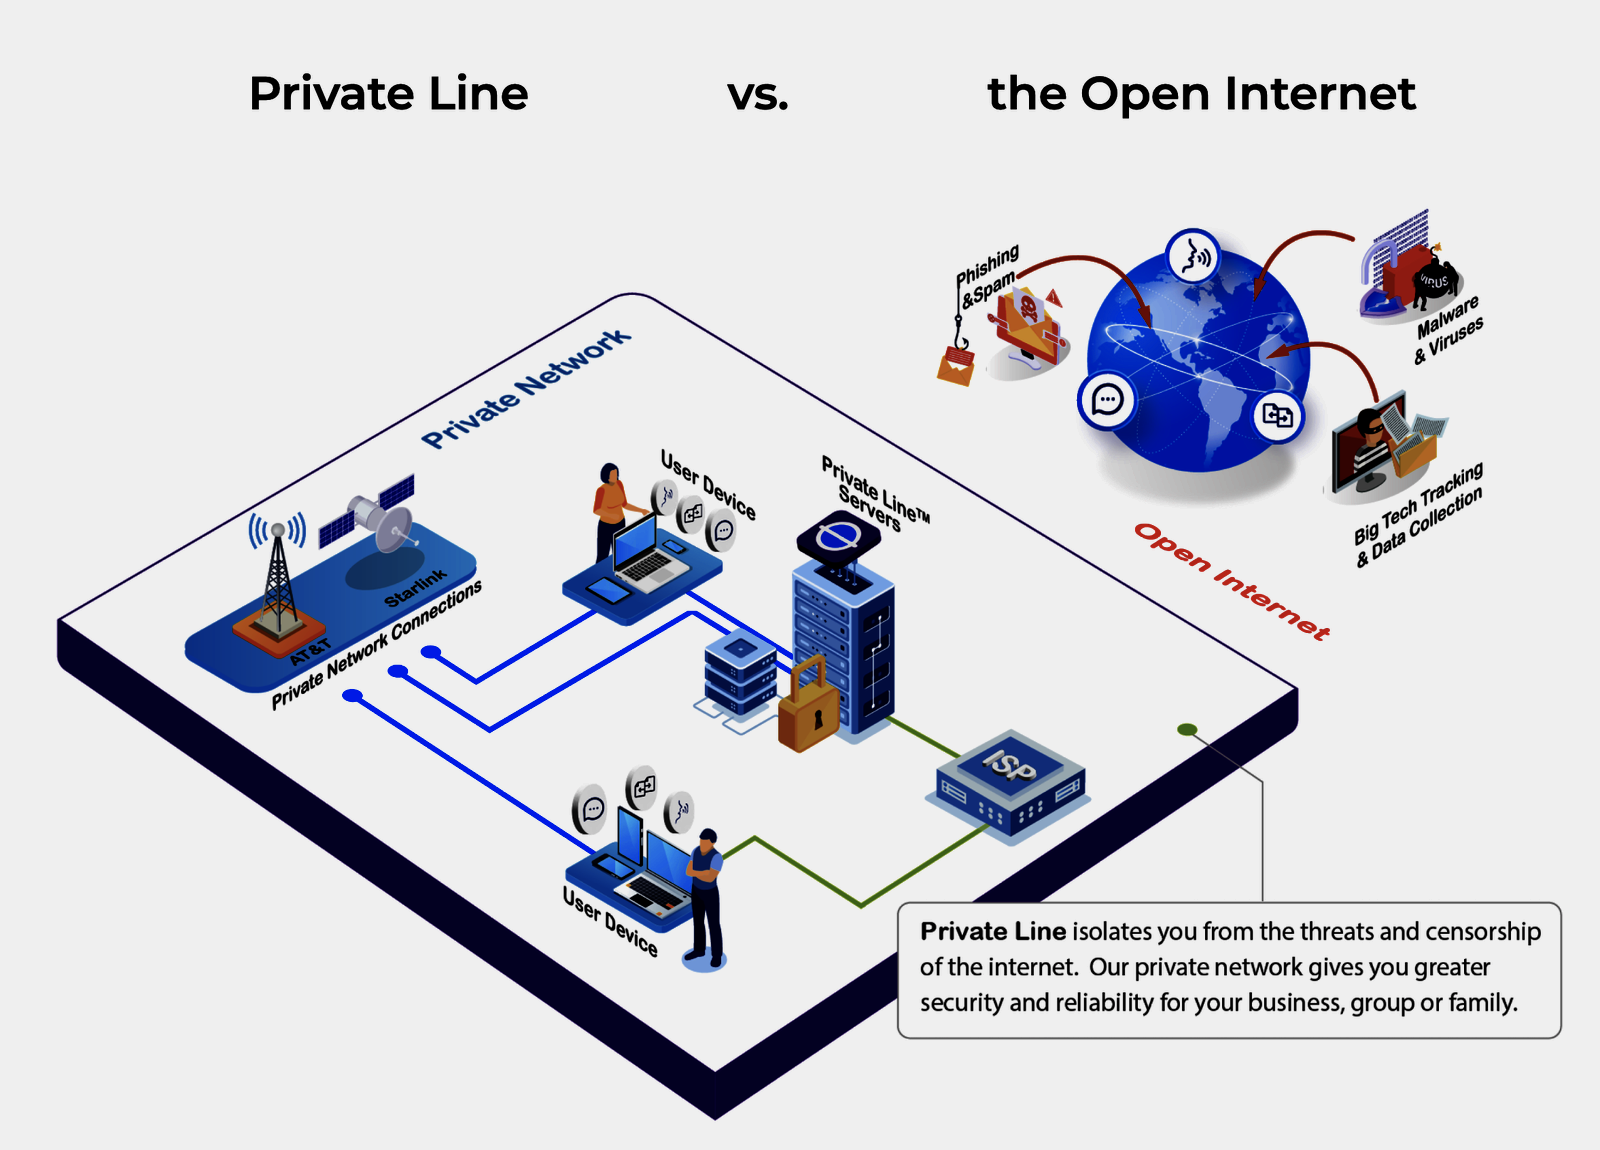 Private Line vs. the Open Internet
Phishing
&Spam
VIRUS
Malware
& Viruses
Big Tech Tracking
& Data Collection
Open Internet
Private Network
User Device
Private Line™
Servers
Starlink
AT&T
Private Network Connections
ISP
User Device
Private Line isolates you from the threats and censorship
of the internet. Our private network gives you greater
security and reliability for your business, group or family.